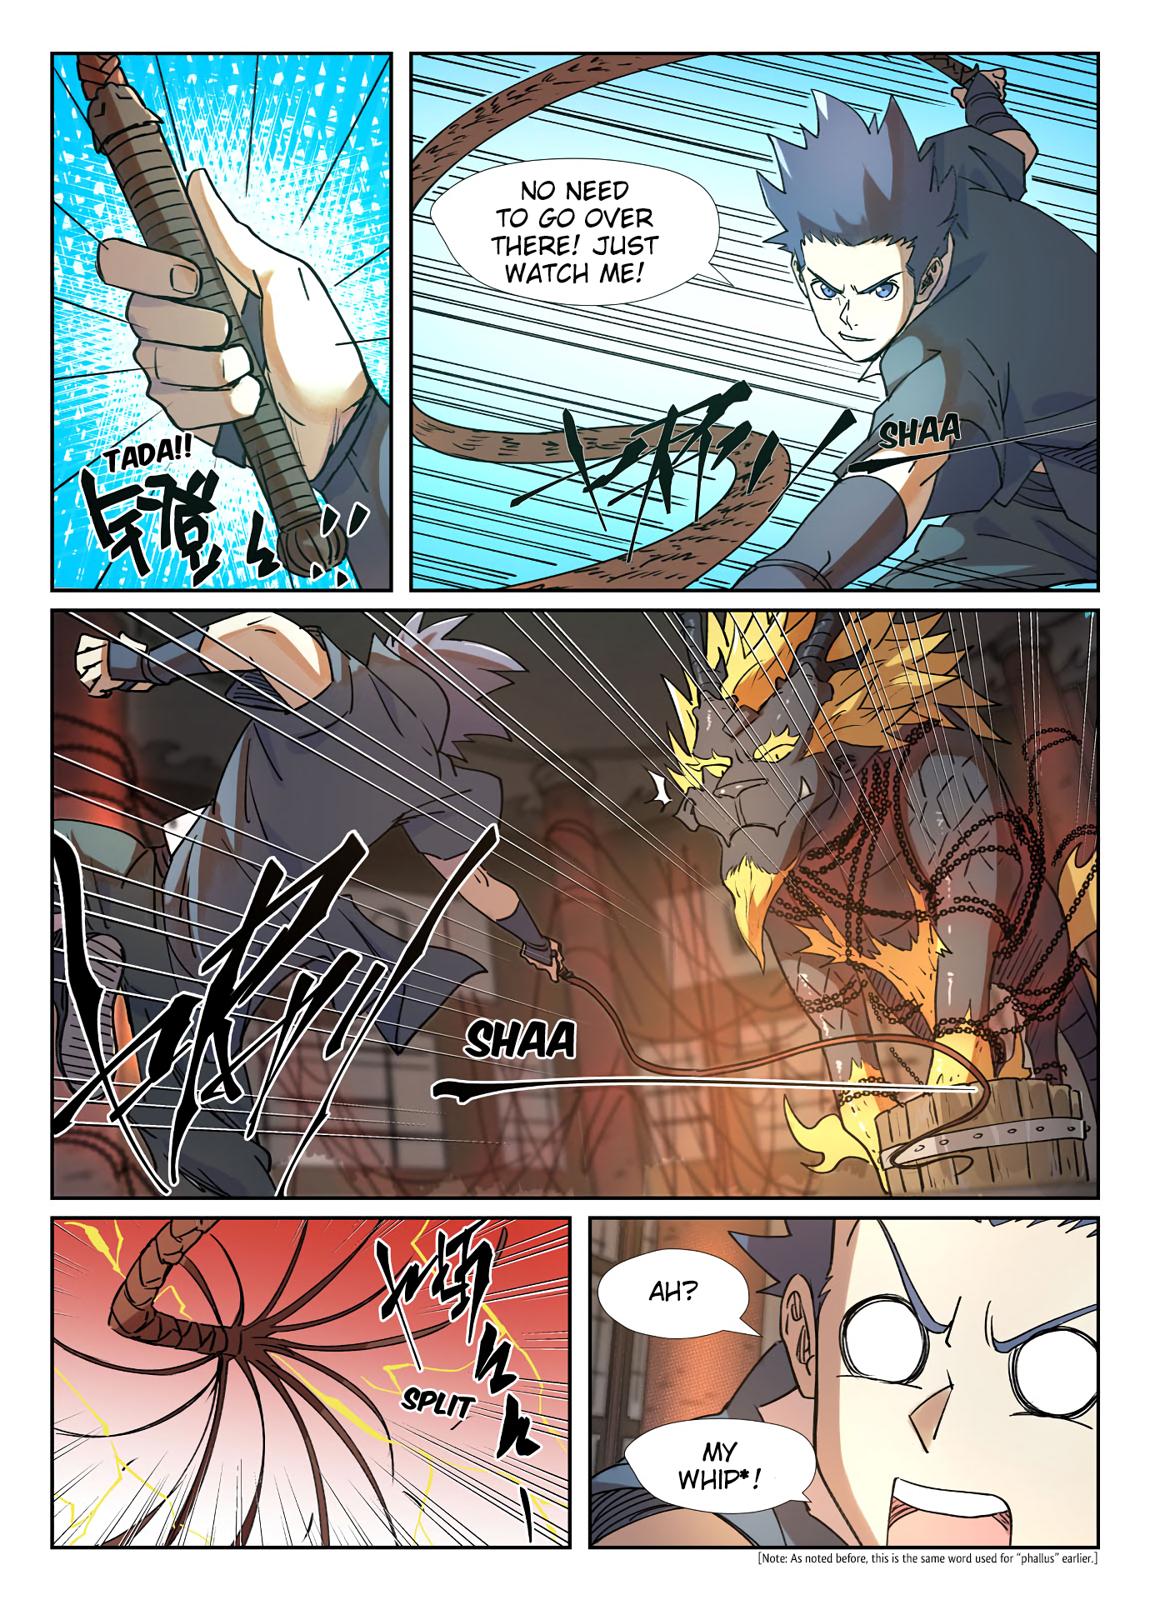 TADA!!
NO NEED
TO GO OVER
THERE! JUST
WATCH ME!
SHAA
SHAA
SPLIT
AH?
MY
WHIP*!
[Note: As noted before, this is the same word used for "phallus" earlier.]